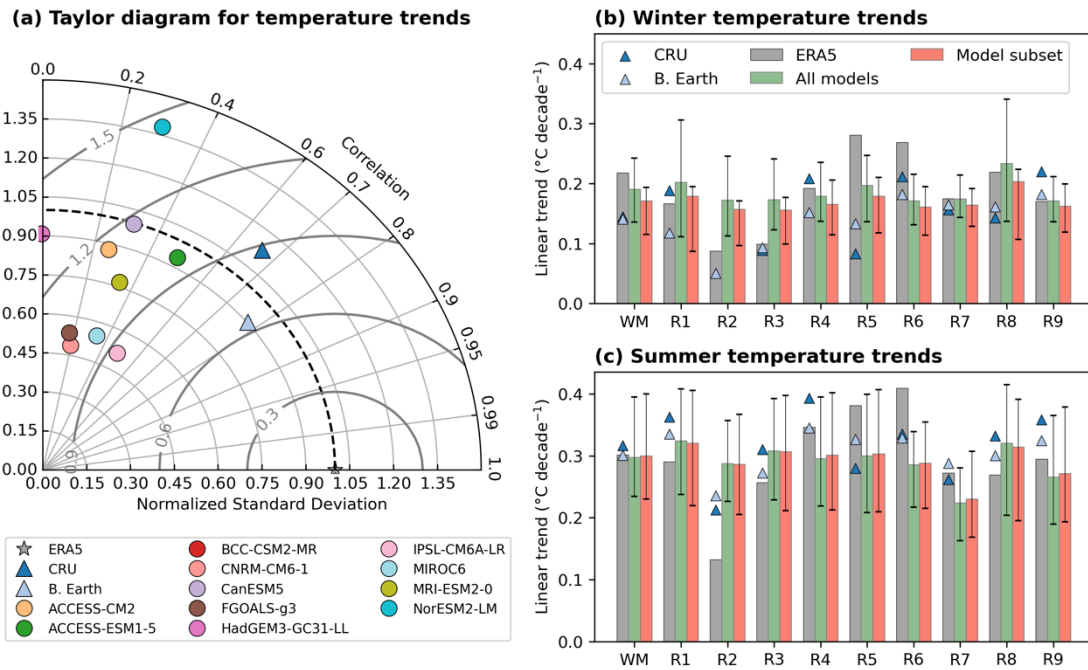 (a) Taylor diagram for temperature trends
0.0
0.2
0.4
0.6
0.7
0.8
0.9
0.95
0.99
1.0
Correlation
1.35
1.20
1.05
0.90
0.75
0.60
0.45
0.30
0.15
0.00
1.5
1.2
0.9
0.6
0.3
0.00 0.15 0.30 0.45 0.60 0.75 0.90 1.05 1.20 1.35
Normalized Standard Deviation
ERA5
CRU
B. Earth
ACCESS-CM2
ACCESS-ESM1-5
BCC-CSM2-MR
CNRM-CM6-1
CanESM5
FGOALS-g3
HadGEM3-GC31-LL
IPSL-CM6A-LR
MIROC6
MRI-ESM2-0
NorESM2-LM
(b) Winter temperature trends
CRU
B. Earth
ERA5
All models
Model subset
Linear trend (°C decade⁻¹)
0.4
0.3
0.2
0.1
0.0
WM R1 R2 R3 R4 R5 R6 R7 R8 R9
(c) Summer temperature trends
Linear trend (°C decade⁻¹)
0.4
0.3
0.2
0.1
0.0
WM R1 R2 R3 R4 R5 R6 R7 R8 R9